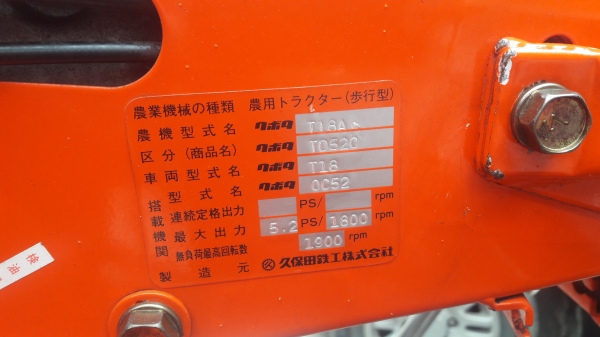 農業機械の種類 農用トラクター(歩行型)
農機型式名 クボタ T18A
区分(商品名) クボタ T0520
車両型式名 クボタ T18
搭載機関 型式名 クボタ OC52
連続定格出力 PS/ rpm
最大出力 5.2 PS/ 1600 rpm
無負荷最高回転数 1900 rpm
製造元 久保田鉄工株式会社
検 油